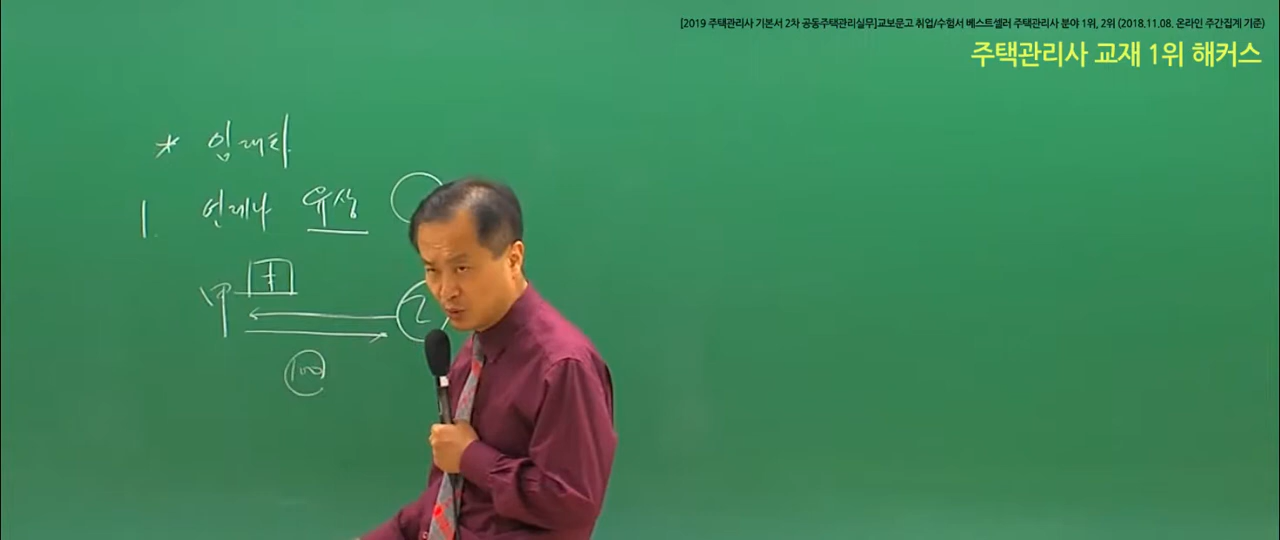 [2019 주택관리사 기본서 2차 공동주택관리실무]교보문고 취업/수험서 베스트셀러 주택관리사 분야 1위, 2위 (2018.11.08. 온라인 주간집계 기준)
주택관리사 교재 1위 해커스
* 임대차
1. 언제나 유상
甲 주 乙
100